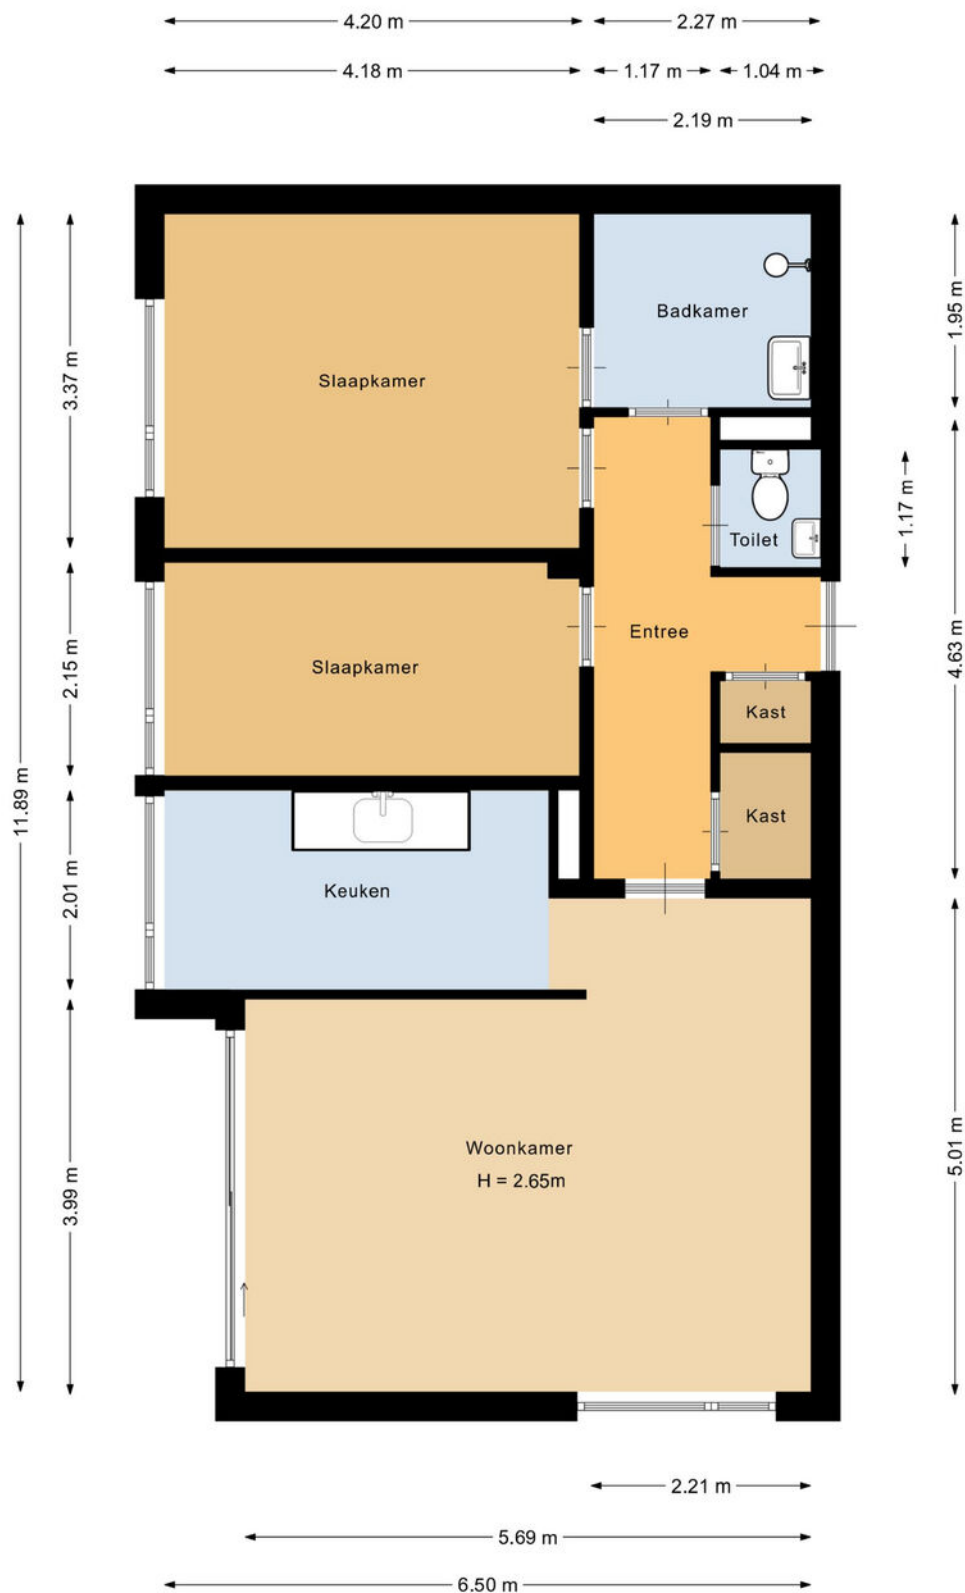 4.20 m
2.27 m
4.18 m
1.17 m
1.04 m
2.19 m
Badkamer
1.95 m
3.37 m
Slaapkamer
1.17 m
Toilet
Entree
2.15 m
Slaapkamer
4.63 m
Kast
11.89 m
Kast
2.01 m
Keuken
Woonkamer
H = 2.65m
3.99 m
5.01 m
2.21 m
5.69 m
6.50 m